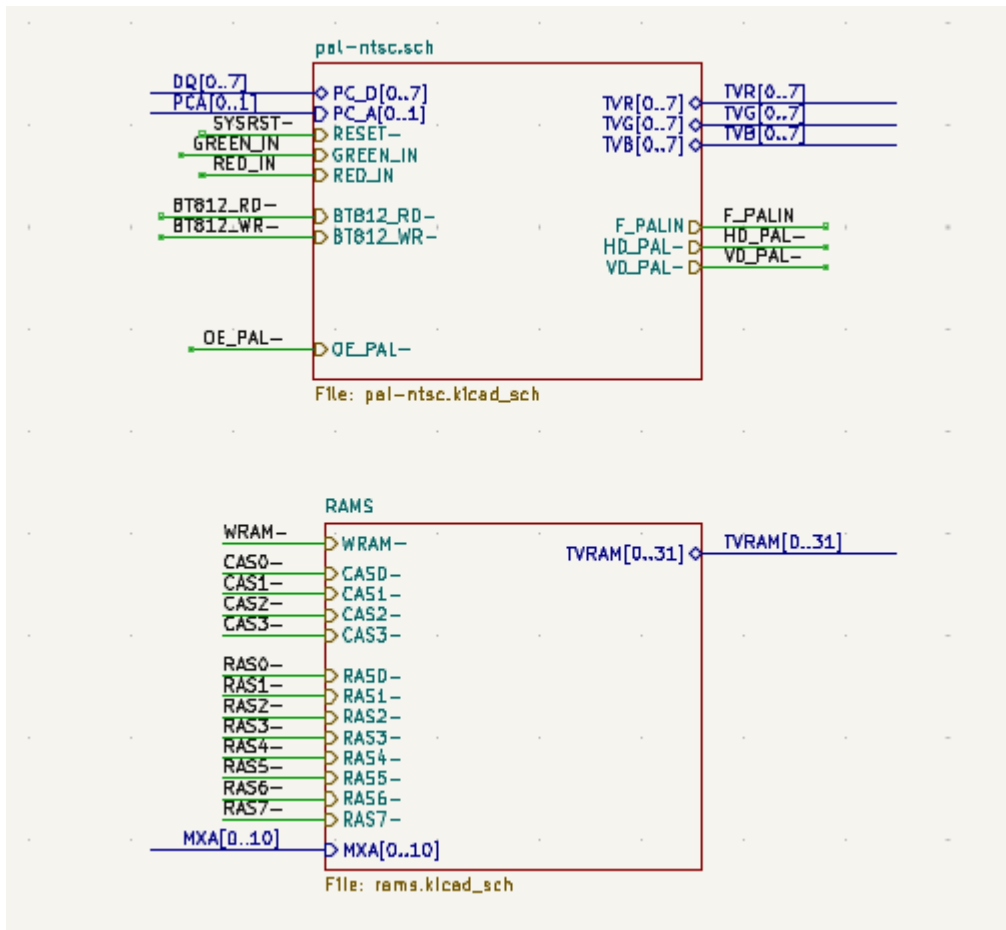 pal-ntsc.sch
DQ[0..7]
PCA[0..1]
SYSRST-
GREEN_IN
RED_IN
BT812_RD-
BT812_WR-
OE_PAL-
PC_D[0..7]
PC_A[0..1]
RESET-
GREEN_IN
RED_IN
BT812_RD-
BT812_WR-
OE_PAL-
TVR[0..7]
TVG[0..7]
TVB[0..7]
F_PALIN
HD_PAL-
VD_PAL-
TVR[0..7]
TVG[0..7]
TVB[0..7]
F_PALIN
HD_PAL-
VD_PAL-
File: pal-ntsc.kicad_sch
RAMS
WRAM-
CAS0-
CAS1-
CAS2-
CAS3-
RAS0-
RAS1-
RAS2-
RAS3-
RAS4-
RAS5-
RAS6-
RAS7-
MXA[0..10]
WRAM-
CAS0-
CAS1-
CAS2-
CAS3-
RAS0-
RAS1-
RAS2-
RAS3-
RAS4-
RAS5-
RAS6-
RAS7-
MXA[0..10]
TVRAM[0..31]
TVRAM[0..31]
File: rams.kicad_sch